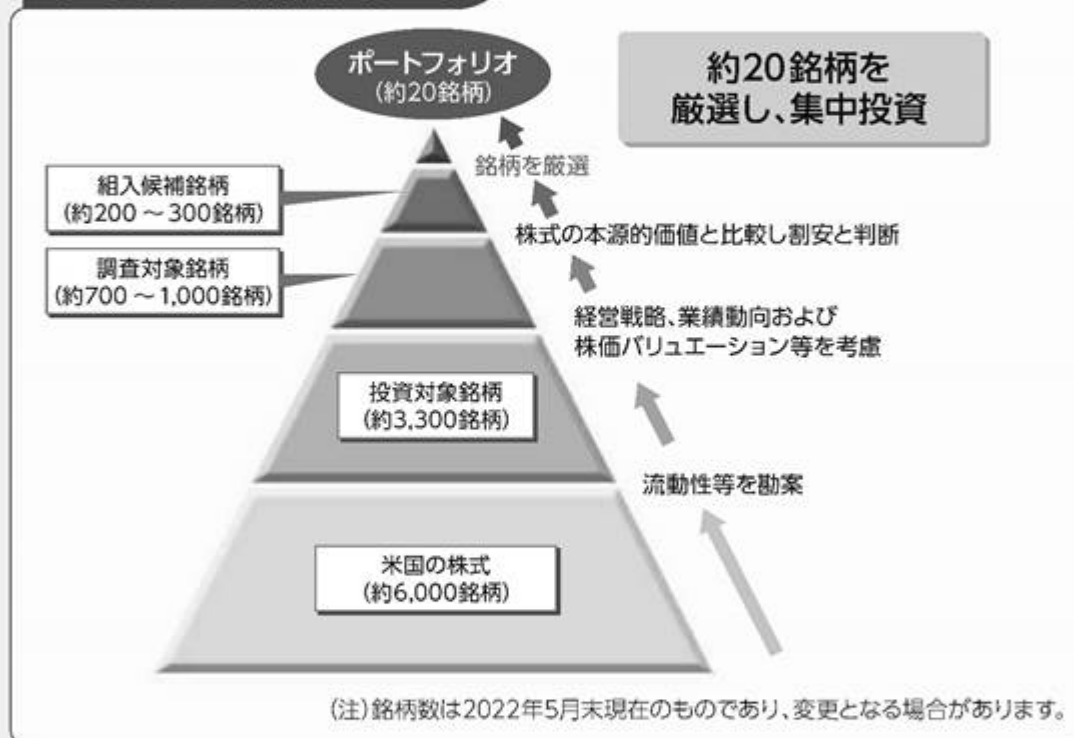 ポートフォリオ
(約20銘柄)
約20銘柄を
厳選し、集中投資
銘柄を厳選
組入候補銘柄
(約200 ～ 300銘柄)
株式の本源的価値と比較し割安と判断
調査対象銘柄
(約700 ～ 1,000銘柄)
経営戦略、業績動向および
株価バリュエーション等を考慮
投資対象銘柄
(約3,300銘柄)
流動性等を勘案
米国の株式
(約6,000銘柄)
(注)銘柄数は2022年5月末現在のものであり、変更となる場合があります。